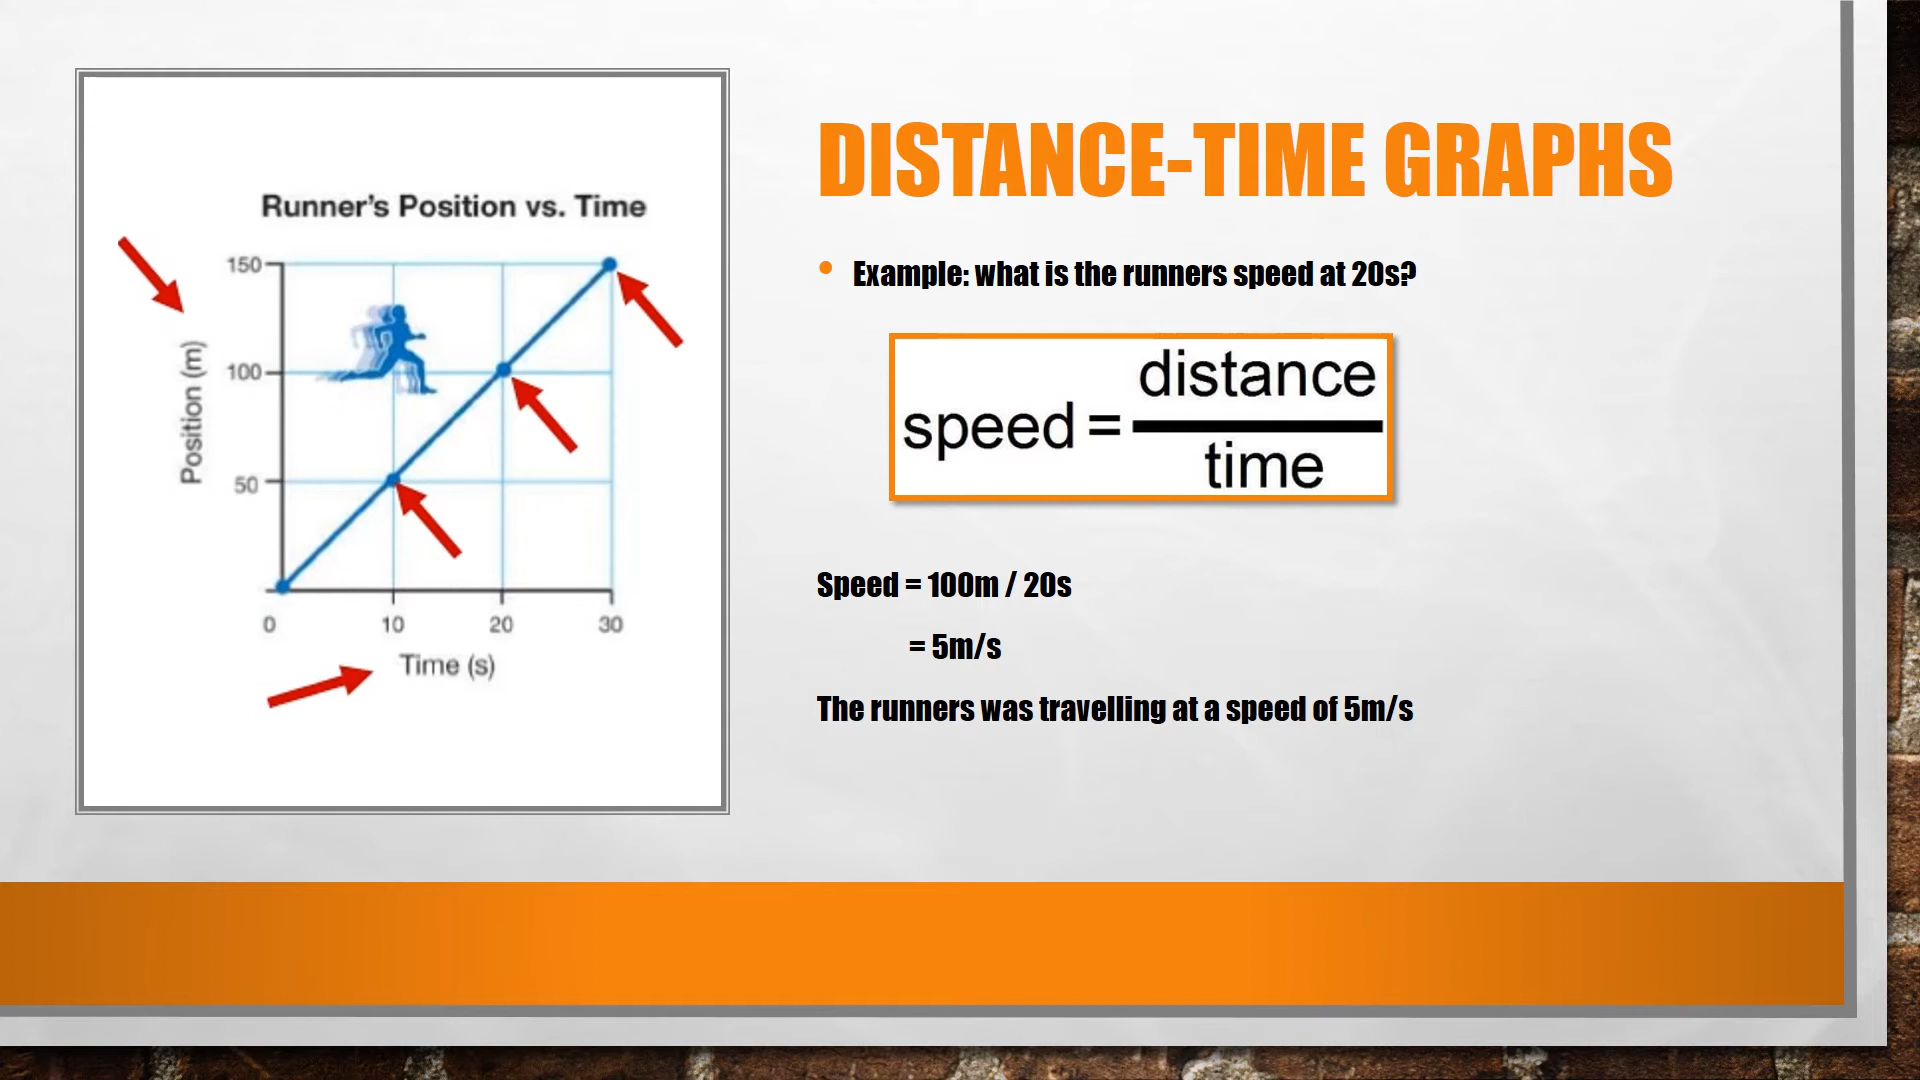 Runner's Position vs. Time
150
100
50
0 10 20 30
Position (m)
Time (s)
DISTANCE-TIME GRAPHS
• Example: what is the runners speed at 20s?
speed = distance
time
Speed = 100m / 20s
= 5m/s
The runners was travelling at a speed of 5m/s